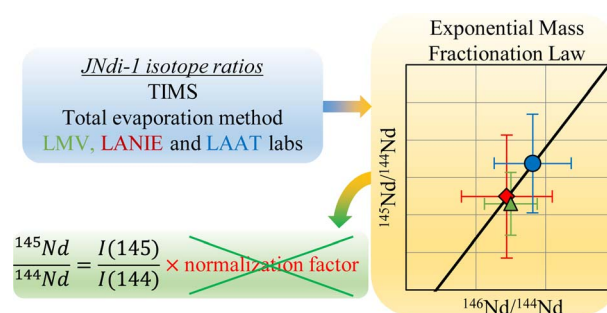 JNdi-1 isotope ratios
TIMS
Total evaporation method
LMV, LANIE and LAAT labs
Exponential Mass
Fractionation Law
¹⁴⁵Nd/¹⁴⁴Nd
¹⁴⁶Nd/¹⁴⁴Nd
¹⁴⁵Nd/¹⁴⁴Nd = I(145)/I(144) × normalization factor